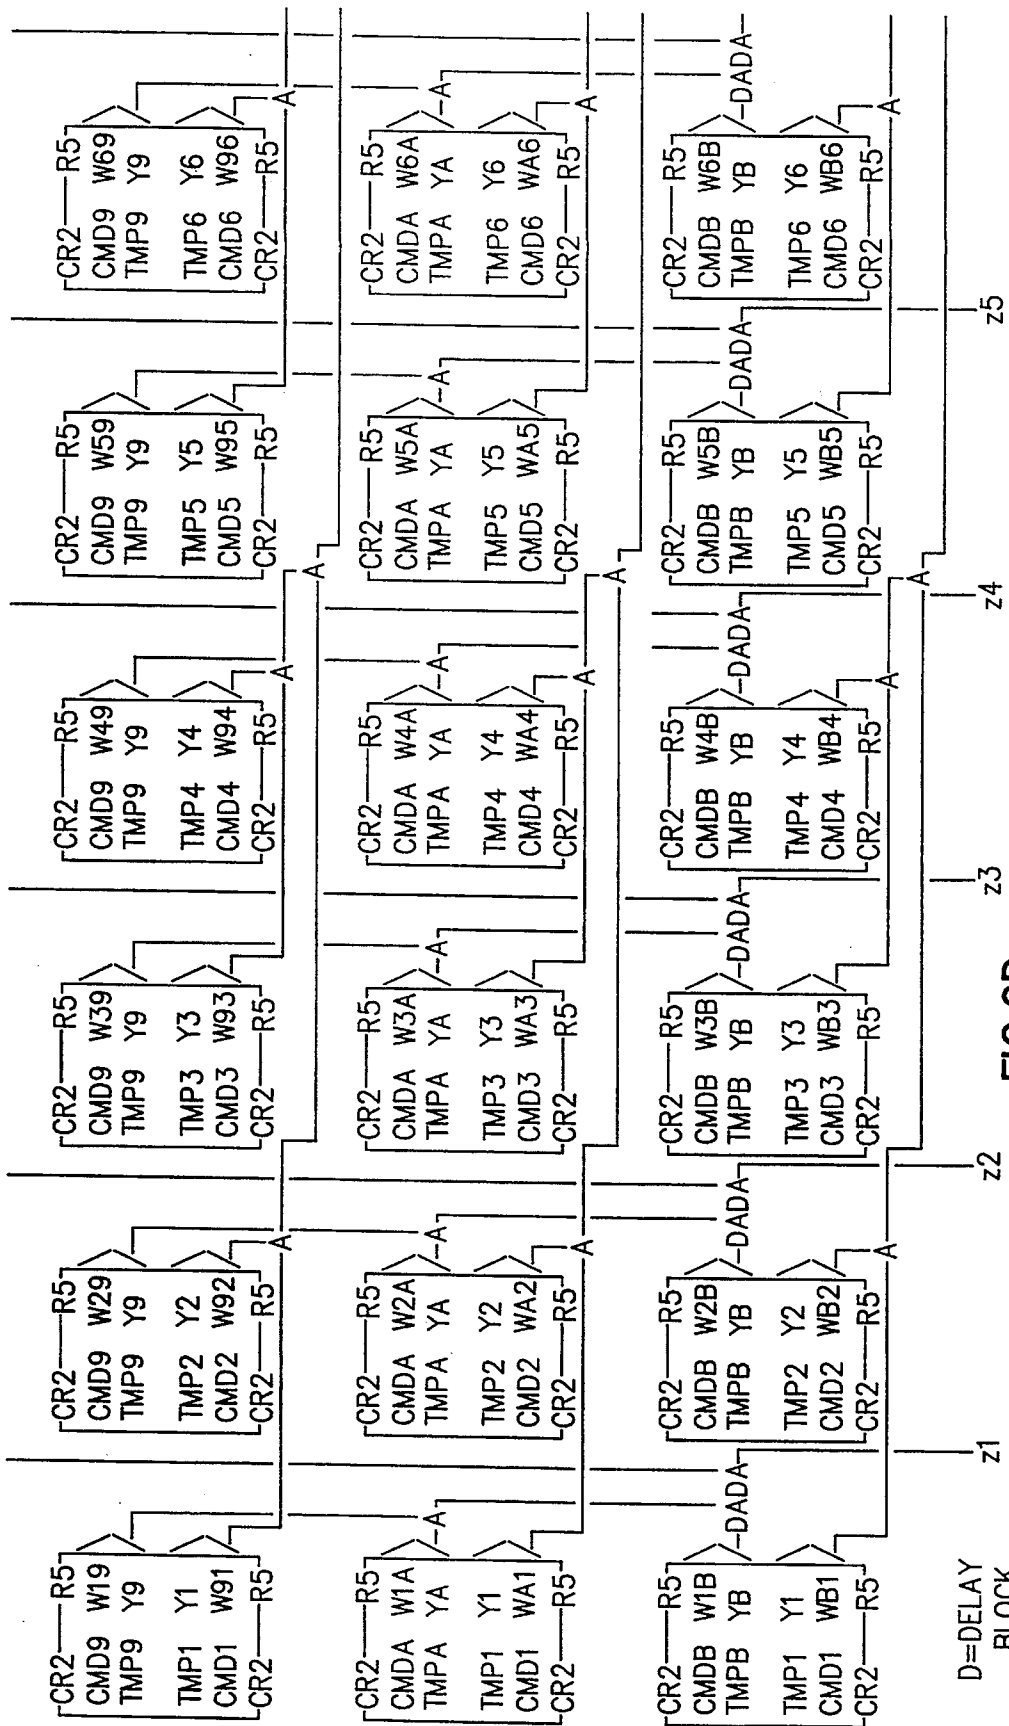 CR2 R5 CR2 R5 CR2 R5 CR2 R5 CR2 R5 CR2 R5
CMD9 W19 CMD9 W29 CMD9 W39 CMD9 W49 CMD9 W59 CMD9 W69
TMP9 Y9 TMP9 Y9 TMP9 Y9 TMP9 Y9 TMP9 Y9 TMP9 Y9
TMP1 Y1 TMP2 Y2 TMP3 Y3 TMP4 Y4 TMP5 Y5 TMP6 Y6
CMD1 W91 CMD2 W92 CMD3 W93 CMD4 W94 CMD5 W95 CMD6 W96
CR2 R5 CR2 R5 CR2 R5 CR2 R5 CR2 R5 CR2 R5
A A A
A
CR2 R5 CR2 R5 CR2 R5 CR2 R5 CR2 R5 CR2 R5
CMDA W1A CMDA W2A CMDA W3A CMDA W4A CMDA W5A CMDA W6A
TMPA YA A TMPA YA A TMPA YA A TMPA YA A TMPA YA A TMPA YA A
TMP1 Y1 TMP2 Y2 TMP3 Y3 TMP4 Y4 TMP5 Y5 TMP6 Y6
CMD1 WA1 CMD2 WA2 CMD3 WA3 CMD4 WA4 CMD5 WA5 CMD6 WA6
CR2 R5 CR2 R5 CR2 R5 CR2 R5 CR2 R5 CR2 R5
A A A
A
CR2 R5 CR2 R5 CR2 R5 CR2 R5 CR2 R5 CR2 R5
CMDB W1B CMDB W2B CMDB W3B CMDB W4B CMDB W5B CMDB W6B
TMPB YB DADA TMPB YB DADA TMPB YB DADA TMPB YB DADA TMPB YB DADA TMPB YB DADA
TMP1 Y1 TMP2 Y2 TMP3 Y3 TMP4 Y4 TMP5 Y5 TMP6 Y6
CMD1 WB1 CMD2 WB2 CMD3 WB3 CMD4 WB4 CMD5 WB5 CMD6 WB6
CR2 R5 CR2 R5 CR2 R5 CR2 R5 CR2 R5 CR2 R5
A A A
A
z1 z2 z3 z4 z5
D=DELAY
BLOCK